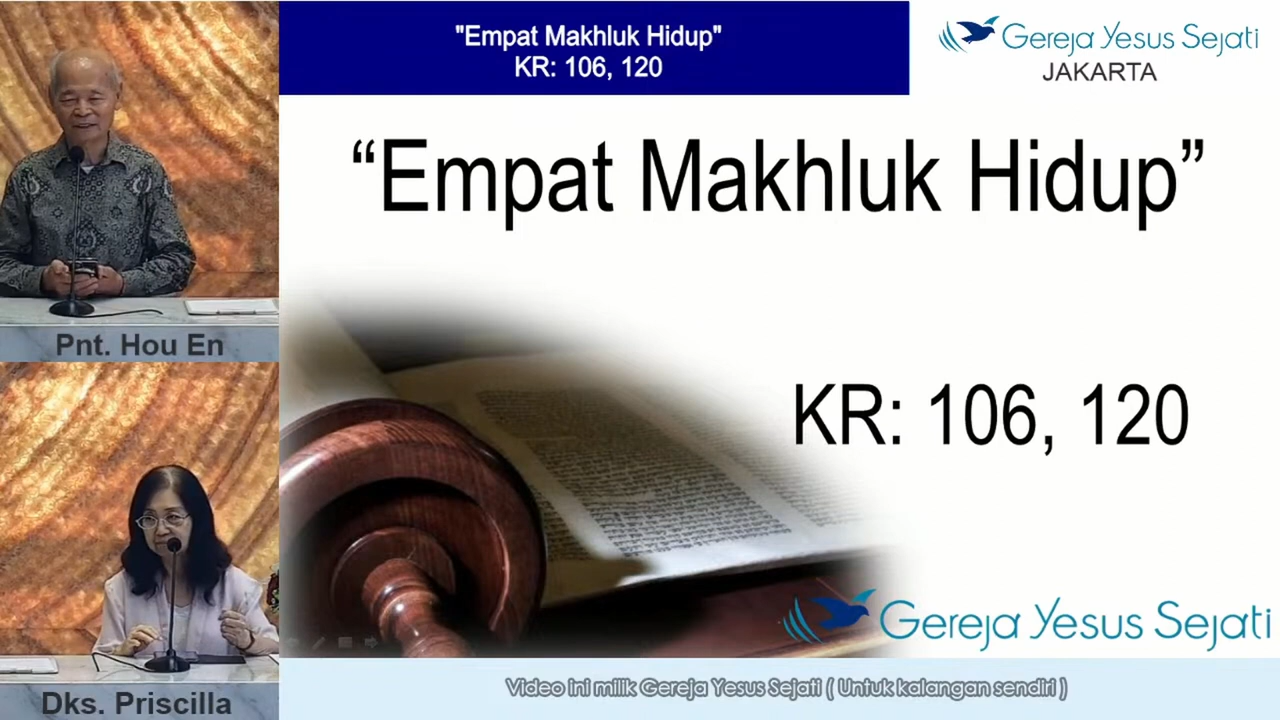 "Empat Makhluk Hidup"
KR: 106, 120
Gereja Yesus Sejati
JAKARTA
“Empat Makhluk Hidup”
KR: 106, 120
Pnt. Hou En
Gereja Yesus Sejati
Dks. Priscilla
Video ini milik Gereja Yesus Sejati ( Untuk kalangan sendiri )